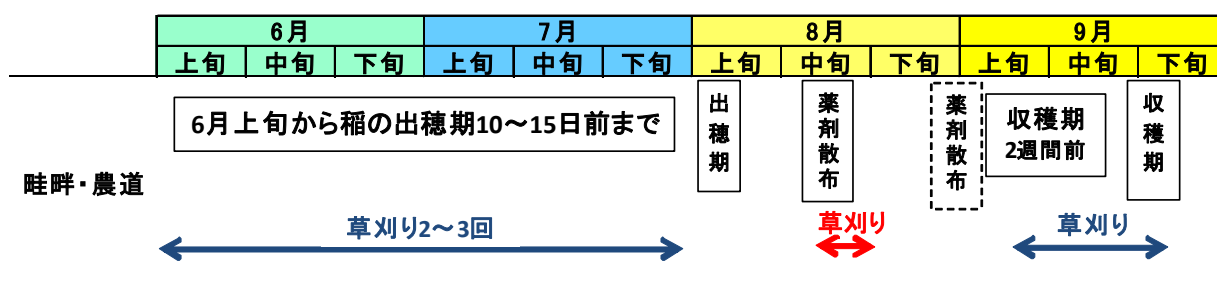 6月 7月 8月 9月
上旬 中旬 下旬 上旬 中旬 下旬 上旬 中旬 下旬 上旬 中旬 下旬
6月上旬から稲の出穂期10～15日前まで
出穂期
薬剤散布
薬剤散布
収穫期
2週間前
収穫期
畦畔・農道
草刈り2～3回
草刈り
草刈り